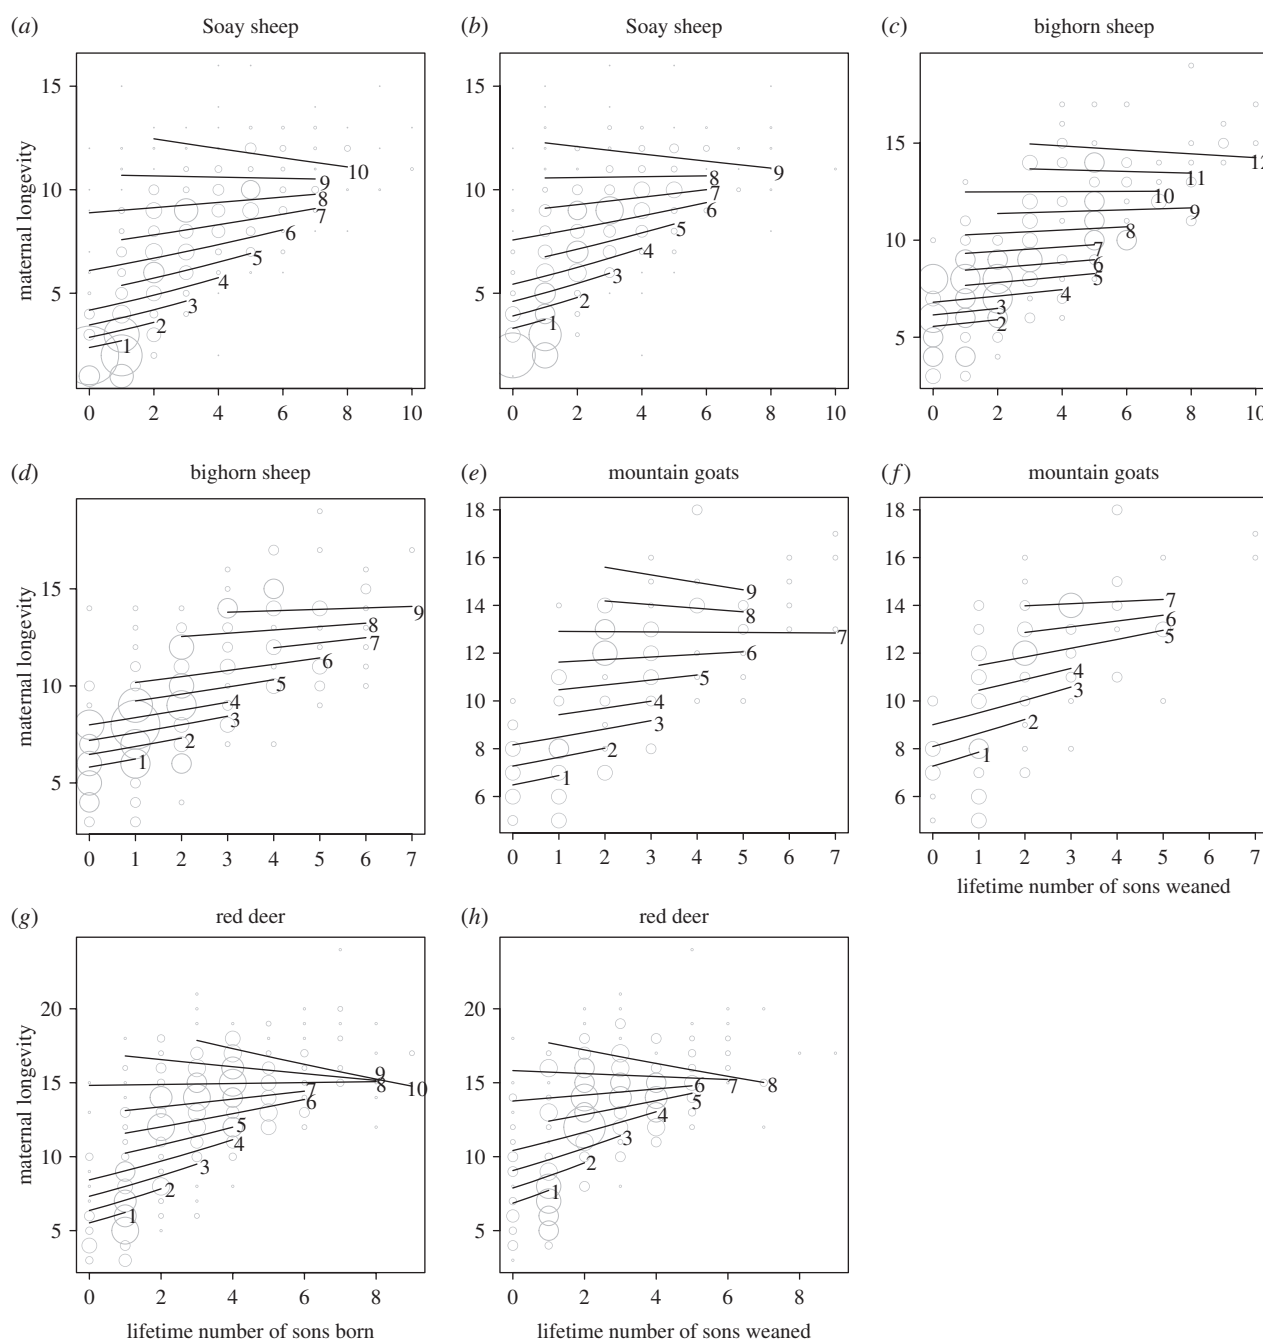 (a) Soay sheep (b) Soay sheep (c) bighorn sheep
maternal longevity
15
10
5
1 2 3 4 5 6 7 8 9 10
0 2 4 6 8 10
15
10
5
1 2 3 4 6 7 8 9
0 2 4 6 8 10
15
10
5
2 3 4 5 6 7 8 9 10 11 12
0 2 4 6 8 10
(d) bighorn sheep (e) mountain goats (f) mountain goats
maternal longevity
15
10
5
1 2 3 4 5 6 7 8 9
0 1 2 3 4 5 6 7
18
16
14
12
10
8
6
1 2 3 4 5 6 7 8 9
0 1 2 3 4 5 6 7
18
16
14
12
10
8
6
1 2 3 4 5 6 7
0 1 2 3 4 5 6 7
lifetime number of sons weaned
(g) red deer (h) red deer
maternal longevity
20
15
10
5
1 2 3 4 5 6 7 8 9 10
0 2 4 6 8
lifetime number of sons born
20
15
10
5
1 2 3 4 5 6 7 8
0 2 4 6 8
lifetime number of sons weaned